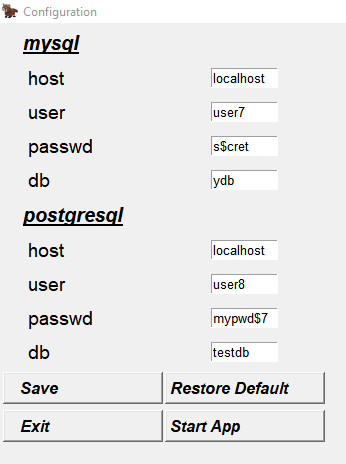 Configuration
mysql
host localhost
user user7
passwd s$cret
db ydb
postgresql
host localhost
user user8
passwd mypwd$7
db testdb
Save Restore Default
Exit Start App